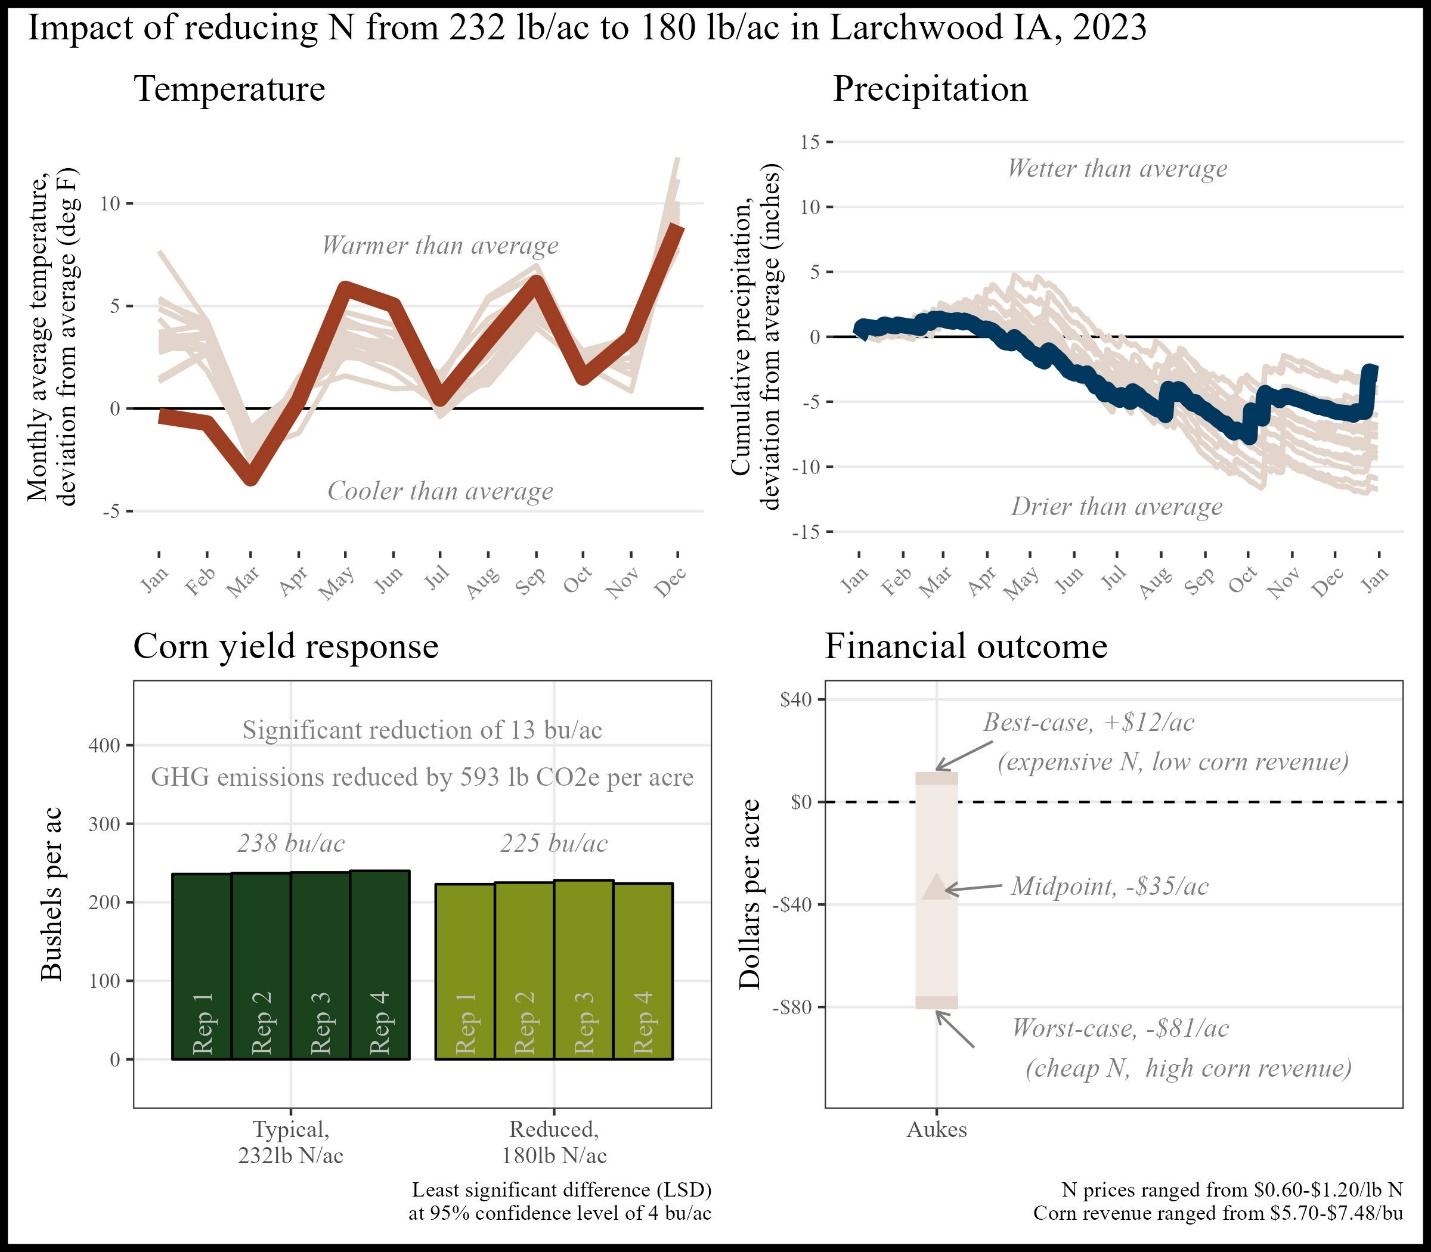 Impact of reducing N from 232 lb/ac to 180 lb/ac in Larchwood IA, 2023
Temperature
Monthly average temperature,
deviation from average (deg F)
10
5
0
-5
Warmer than average
Cooler than average
Jan
Feb
Mar
Apr
May
Jun
Jul
Aug
Sep
Oct
Nov
Dec
Precipitation
Cumulative precipitation,
deviation from average (inches)
15
10
5
0
-5
-10
-15
Wetter than average
Drier than average
Jan
Feb
Mar
Apr
May
Jun
Jul
Aug
Sep
Oct
Nov
Dec
Jan
Corn yield response
Bushels per ac
400
300
200
100
0
Significant reduction of 13 bu/ac
GHG emissions reduced by 593 lb CO2e per acre
238 bu/ac
225 bu/ac
Rep 1
Rep 2
Rep 3
Rep 4
Rep 1
Rep 2
Rep 3
Rep 4
Typical,
232lb N/ac
Reduced,
180lb N/ac
Least significant difference (LSD)
at 95% confidence level of 4 bu/ac
Financial outcome
Dollars per acre
$40
$0
-$40
-$80
Best-case, +$12/ac
(expensive N, low corn revenue)
Midpoint, -$35/ac
Worst-case, -$81/ac
(cheap N,  high corn revenue)
Aukes
N prices ranged from $0.60-$1.20/lb N
Corn revenue ranged from $5.70-$7.48/bu